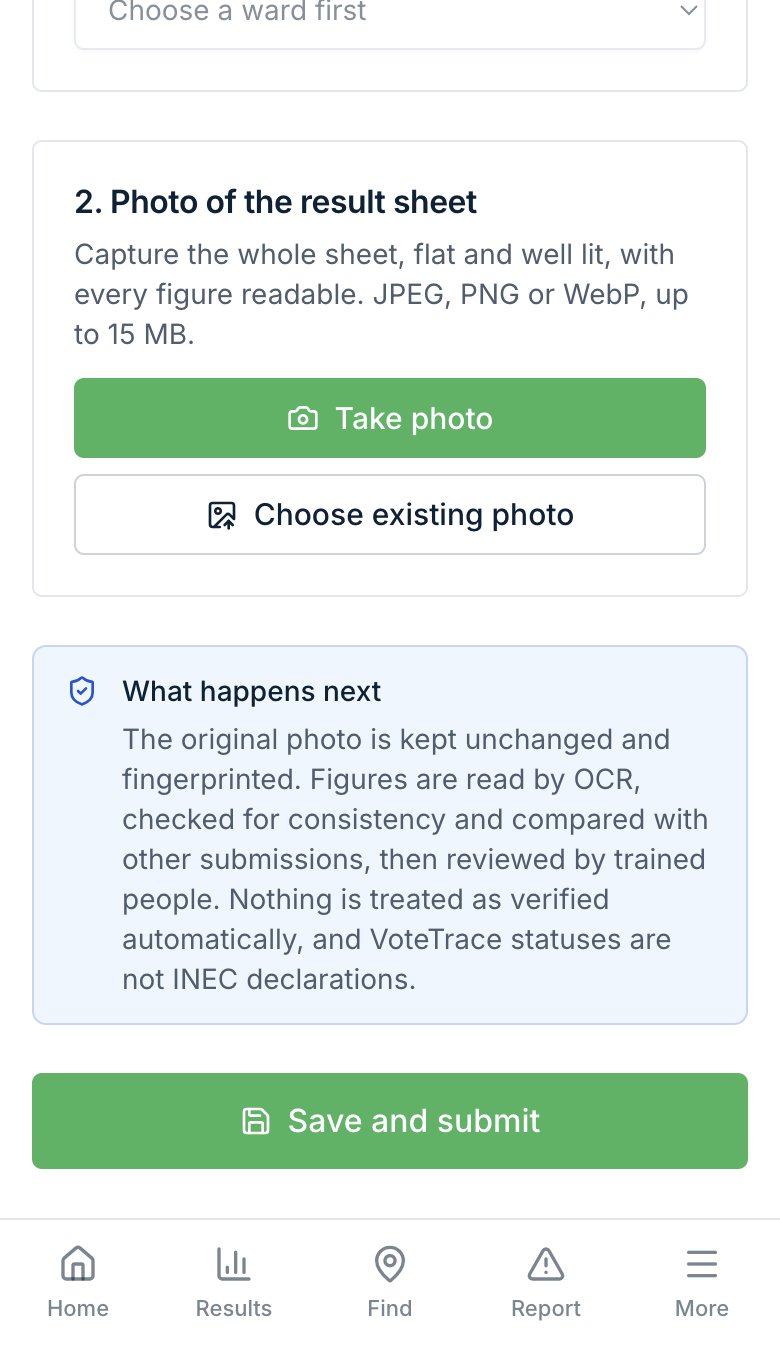 Choose a ward first
2. Photo of the result sheet
Capture the whole sheet, flat and well lit, with
every figure readable. JPEG, PNG or WebP, up
to 15 MB.
Take photo
Choose existing photo
What happens next
The original photo is kept unchanged and
fingerprinted. Figures are read by OCR,
checked for consistency and compared with
other submissions, then reviewed by trained
people. Nothing is treated as verified
automatically, and VoteTrace statuses are
not INEC declarations.
Save and submit
Home
Results
Find
Report
More